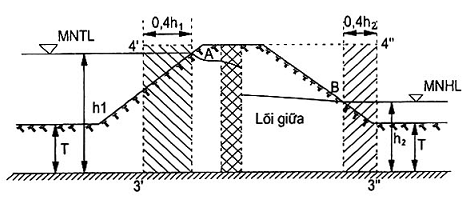 0,4h₁
0,4h₂
MNTL
4'
A
4"
MNHL
B
h1
Lõi giữa
T
h₂
T
3'
3"